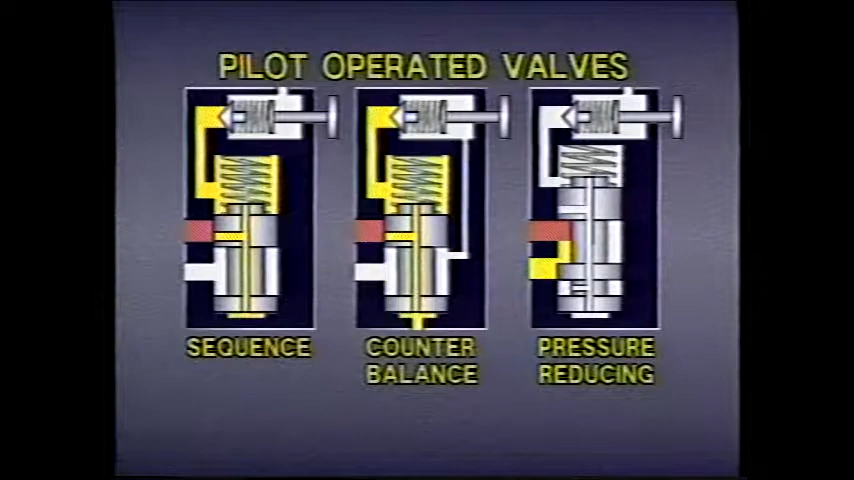 PILOT OPERATED VALVES
SEQUENCE
COUNTER
BALANCE
PRESSURE
REDUCING